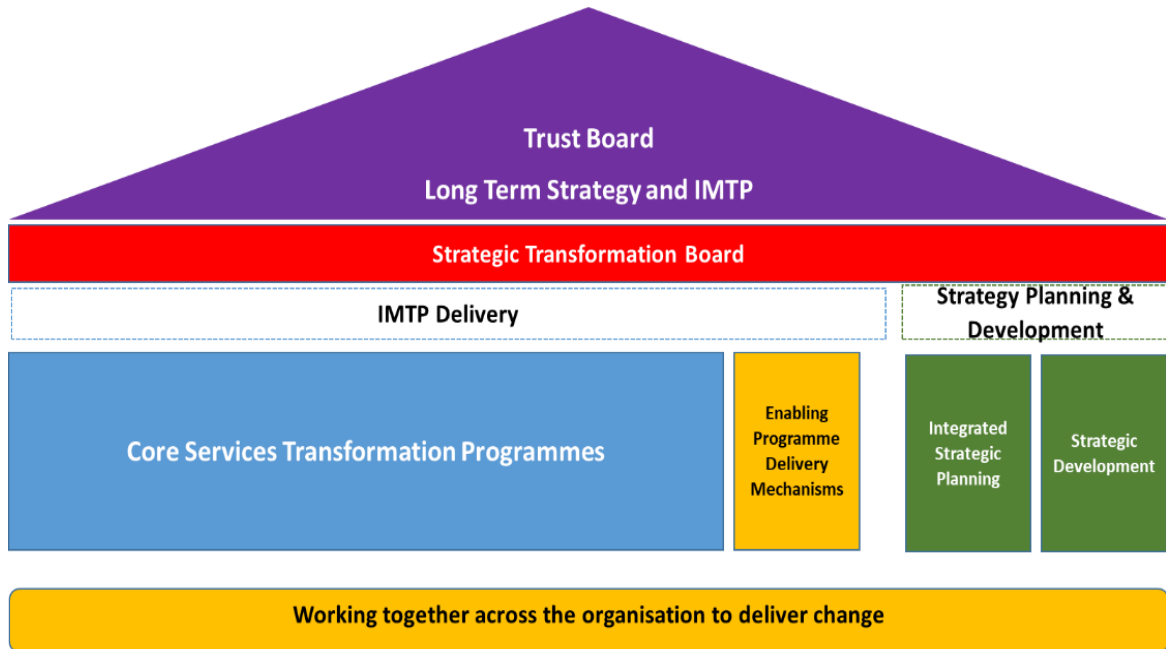 Trust Board
Long Term Strategy and IMTP
Strategic Transformation Board
IMTP Delivery
Strategy Planning &
Development
Core Services Transformation Programmes
Enabling
Programme
Delivery
Mechanisms
Integrated
Strategic
Planning
Strategic
Development
Working together across the organisation to deliver change